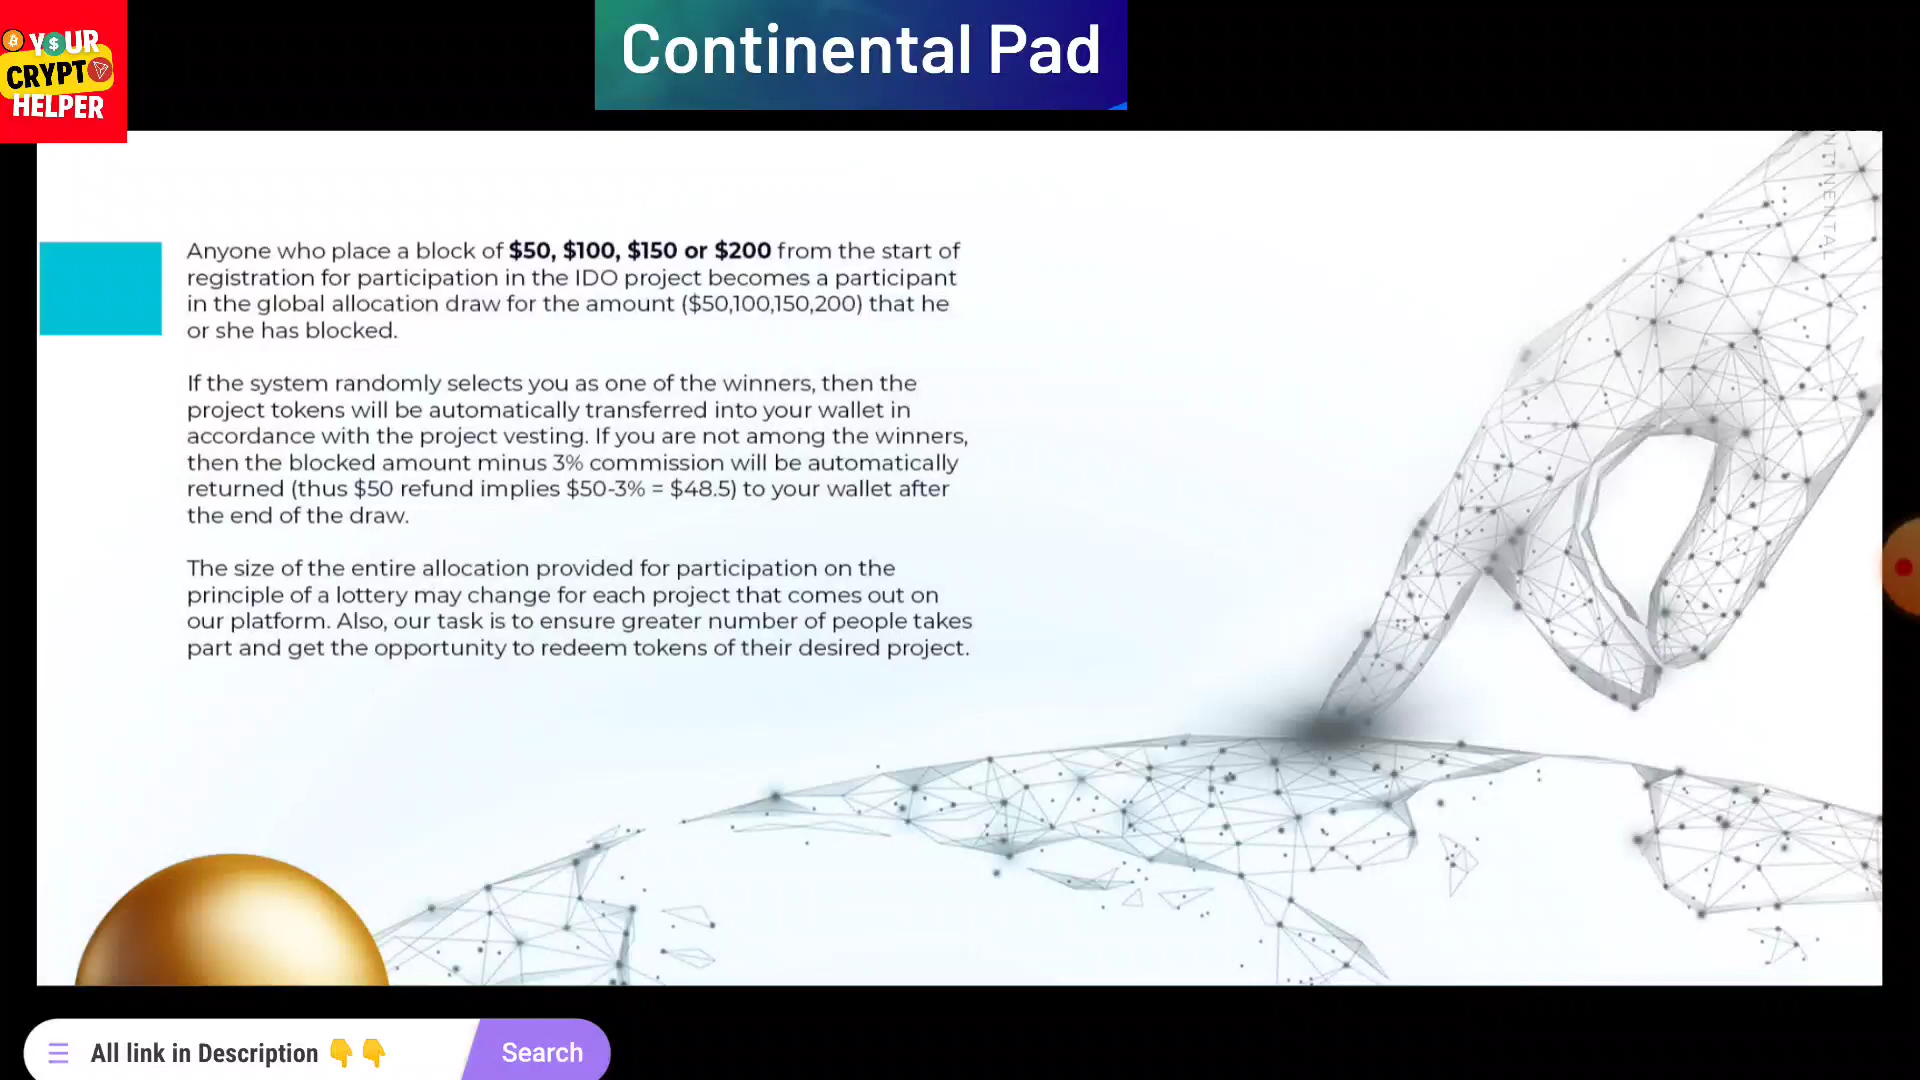 Y$UR
CRYPTO
HELPER
Continental Pad
NTINENTAL
Anyone who place a block of $50, $100, $150 or $200 from the start of
registration for participation in the IDO project becomes a participant
in the global allocation draw for the amount ($50,100,150,200) that he
or she has blocked.
If the system randomly selects you as one of the winners, then the
project tokens will be automatically transferred into your wallet in
accordance with the project vesting. If you are not among the winners,
then the blocked amount minus 3% commission will be automatically
returned (thus $50 refund implies $50-3% = $48.5) to your wallet after
the end of the draw.
The size of the entire allocation provided for participation on the
principle of a lottery may change for each project that comes out on
our platform. Also, our task is to ensure greater number of people takes
part and get the opportunity to redeem tokens of their desired project.
All link in Description 👇👇
Search